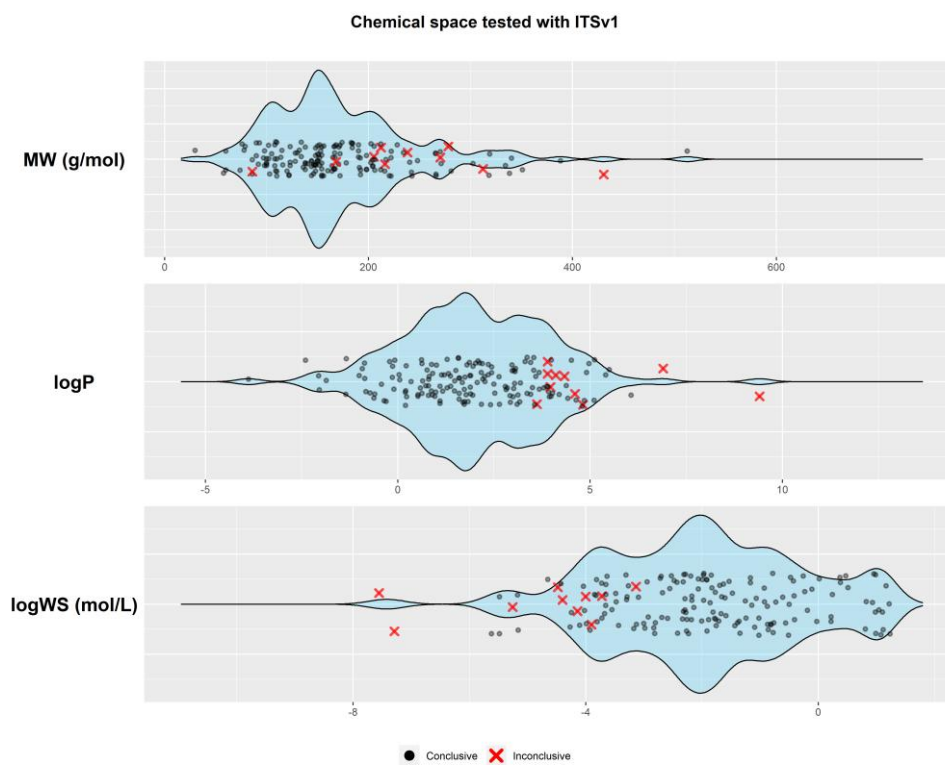 Chemical space tested with ITSv1
MW (g/mol)
0 200 400 600
logP
-5 0 5 10
logWS (mol/L)
-8 -4 0
Conclusive Inconclusive